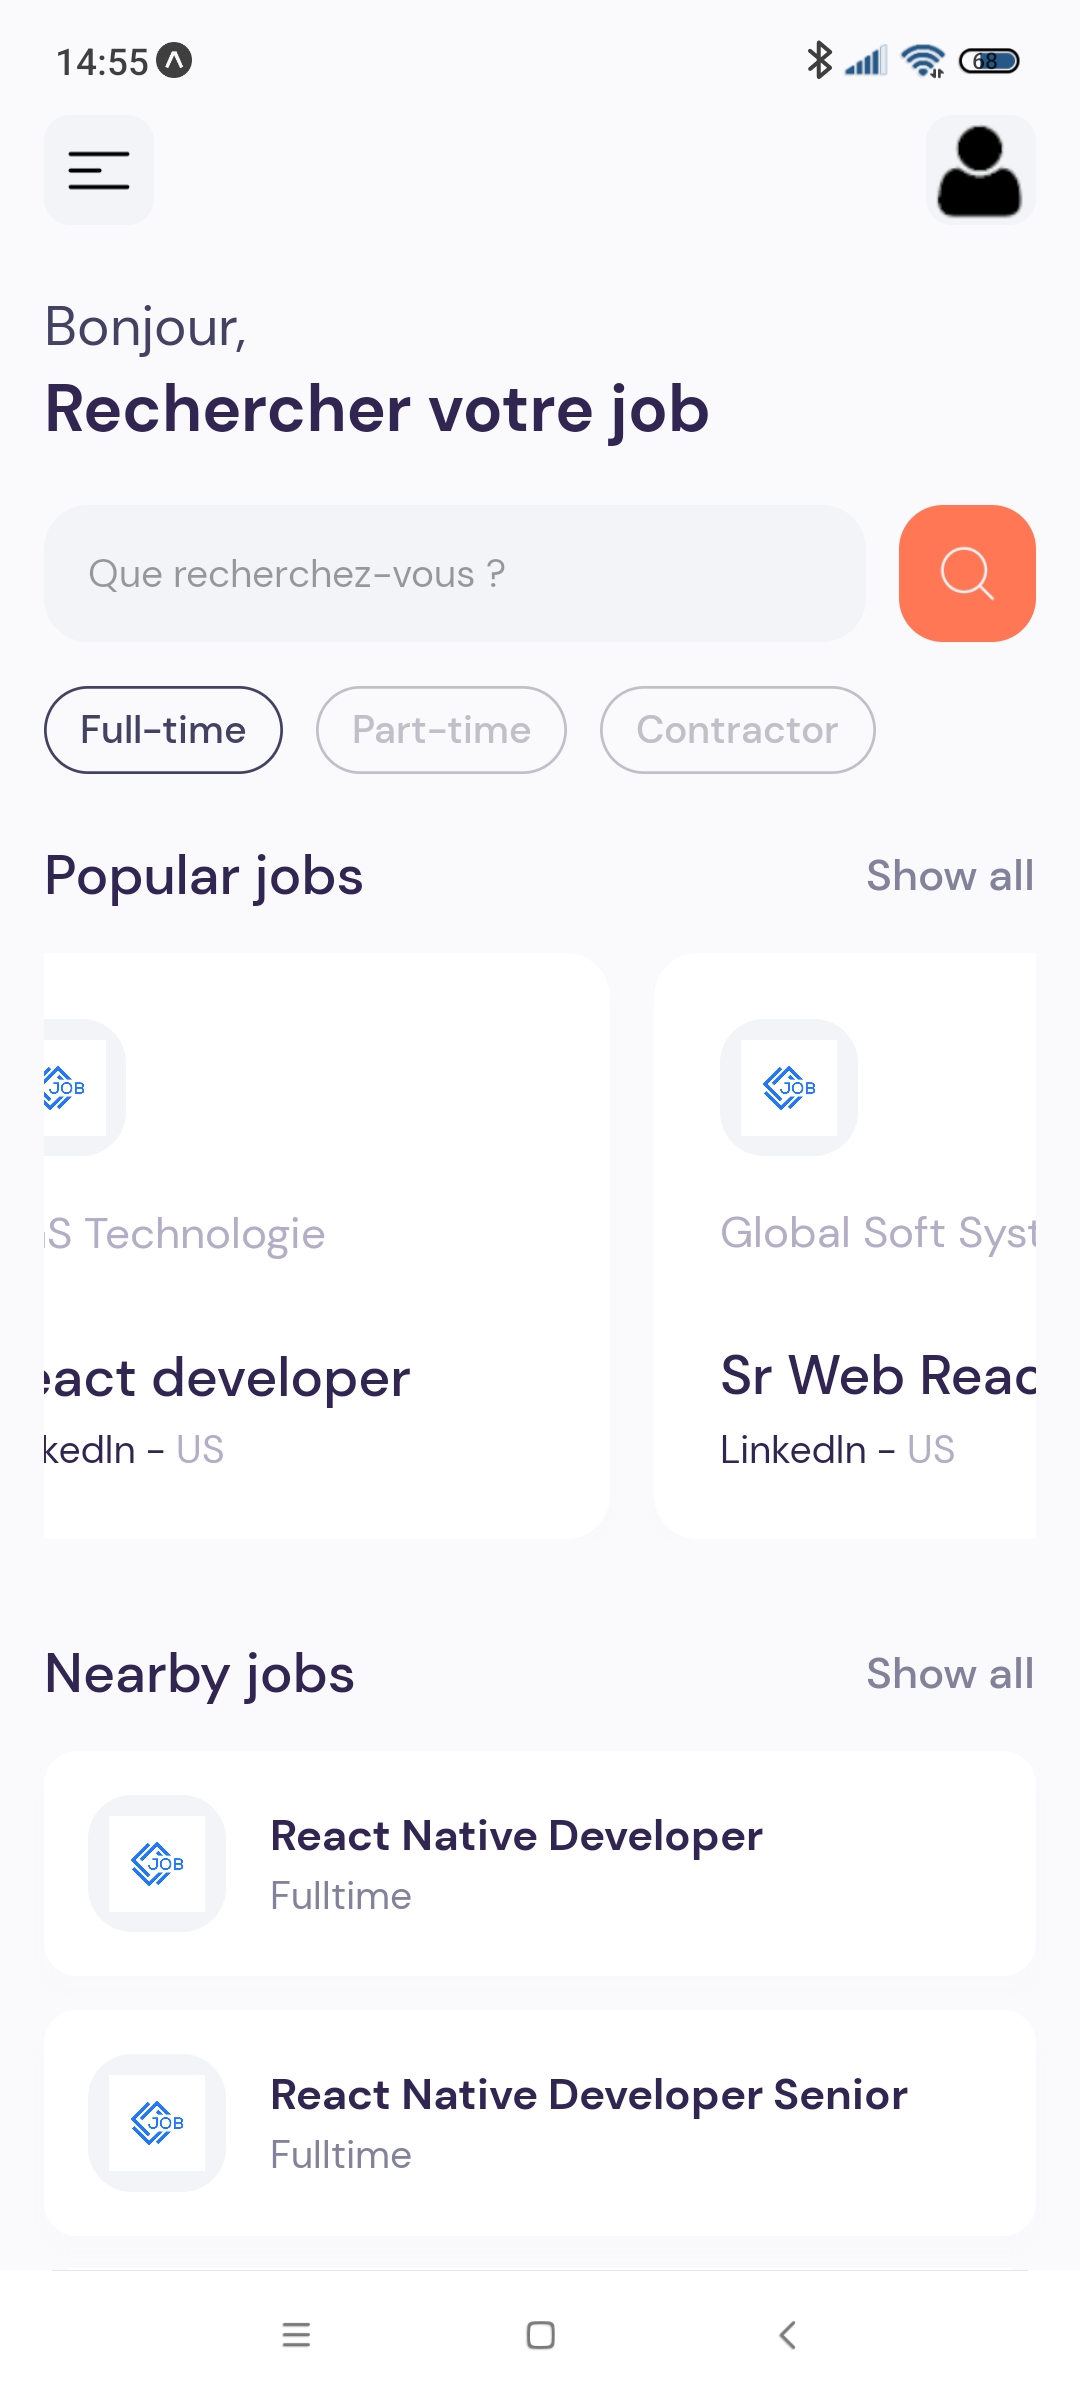 14:55 68
Bonjour,
Rechercher votre job
Que recherchez-vous ?
Full-time Part-time Contractor
Popular jobs Show all
JOB JOB
S Technologie Global Soft Syst
eact developer Sr Web Reac
kedIn - US LinkedIn - US
Nearby jobs Show all
JOB
React Native Developer
Fulltime
JOB
React Native Developer Senior
Fulltime